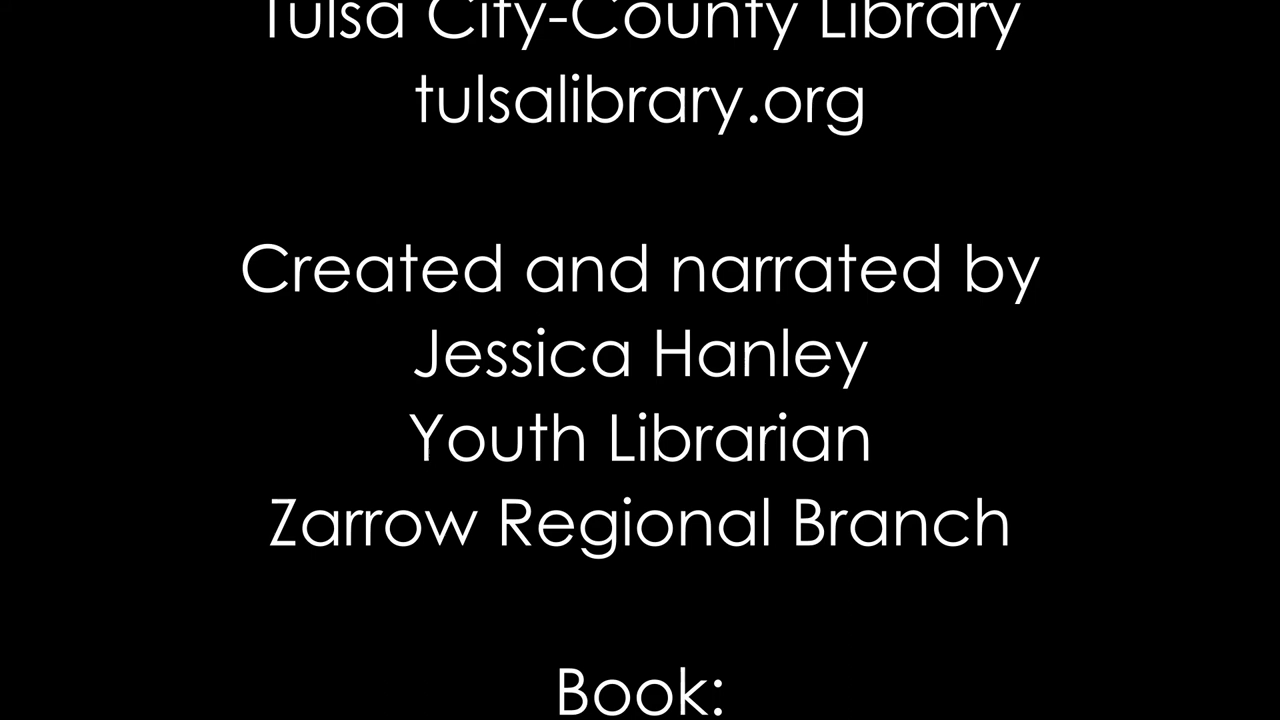 Tulsa City-County Library
tulsalibrary.org
Created and narrated by
Jessica Hanley
Youth Librarian
Zarrow Regional Branch
Book: